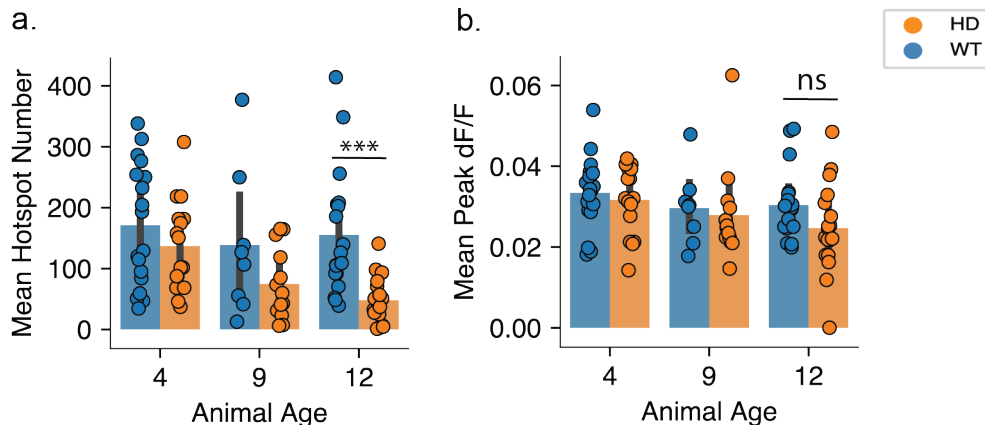 a.
Mean Hotspot Number
400
300
200
100
0
***
4
9
12
Animal Age
b.
Mean Peak dF/F
0.06
0.04
0.02
0.00
ns
4
9
12
Animal Age
HD
WT